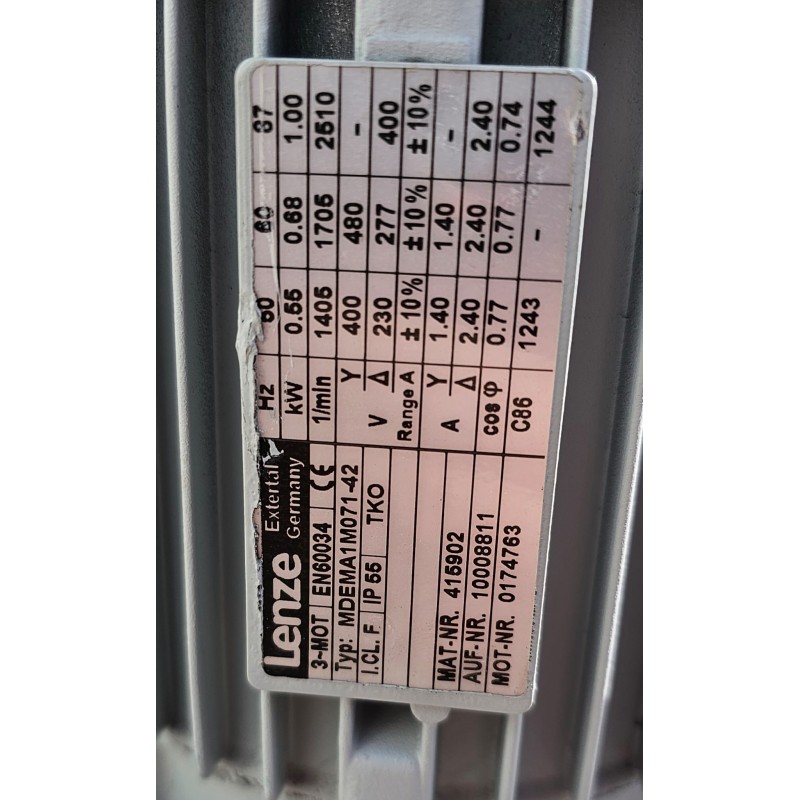 Lenze Extertal Germany Hz 50 60 87
3~MOT EN60034 CE kW 0.55 0.68 1.00
Typ: MDEMA1M071-42 1/min 1405 1705 2510
I.CL. F IP 55 TKO V Y 400 480 -
Δ 230 277 400
Range A ±10% ±10% ±10%
MAT-NR. 415902 A Y 1.40 1.40 -
AUF-NR. 10008811 Δ 2.40 2.40 2.40
MOT-NR. 0174763 cos φ 0.77 0.77 0.74
C86 1243 - 1244